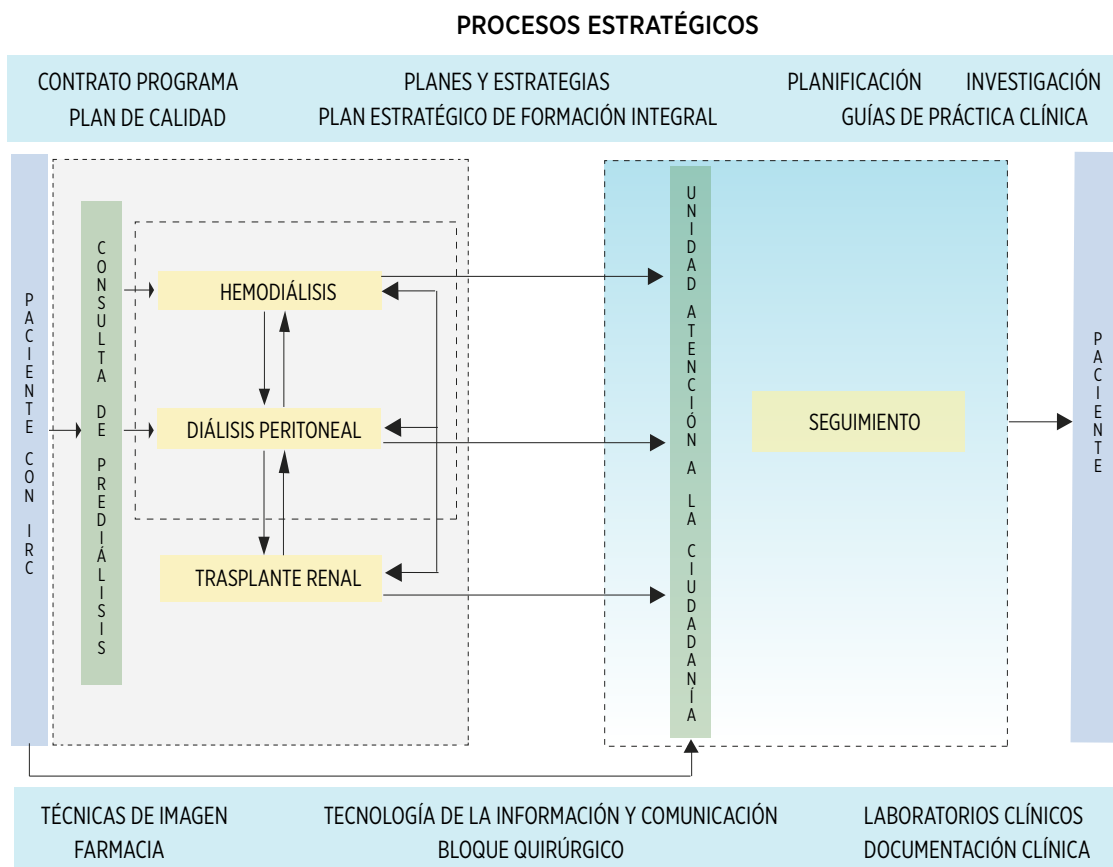 PROCESOS ESTRATÉGICOS
CONTRATO PROGRAMA
PLAN DE CALIDAD
PLANES Y ESTRATEGIAS
PLAN ESTRATÉGICO DE FORMACIÓN INTEGRAL
PLANIFICACIÓN INVESTIGACIÓN
GUÍAS DE PRÁCTICA CLÍNICA
PACIENTE CON IRC
CONSULTA DE PREDIÁLISIS
HEMODIÁLISIS
DIÁLISIS PERITONEAL
TRASPLANTE RENAL
UNIDAD ATENCIÓN A LA CIUDADANÍA
SEGUIMIENTO
PACIENTE
TÉCNICAS DE IMAGEN
FARMACIA
TECNOLOGÍA DE LA INFORMACIÓN Y COMUNICACIÓN
BLOQUE QUIRÚRGICO
LABORATORIOS CLÍNICOS
DOCUMENTACIÓN CLÍNICA